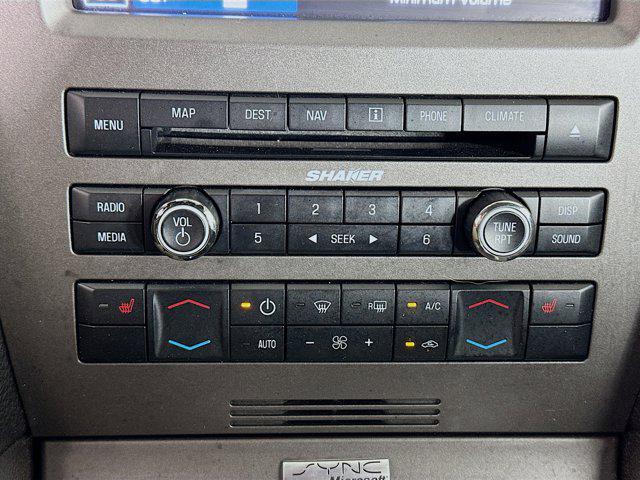 Minimum volume
MENU MAP DEST NAV i PHONE CLIMATE
SHAKER
RADIO VOL 1 2 3 4 TUNE RPT DISP
MEDIA 5 SEEK 6 SOUND
R A/C
AUTO - +
SYNC
Microsoft